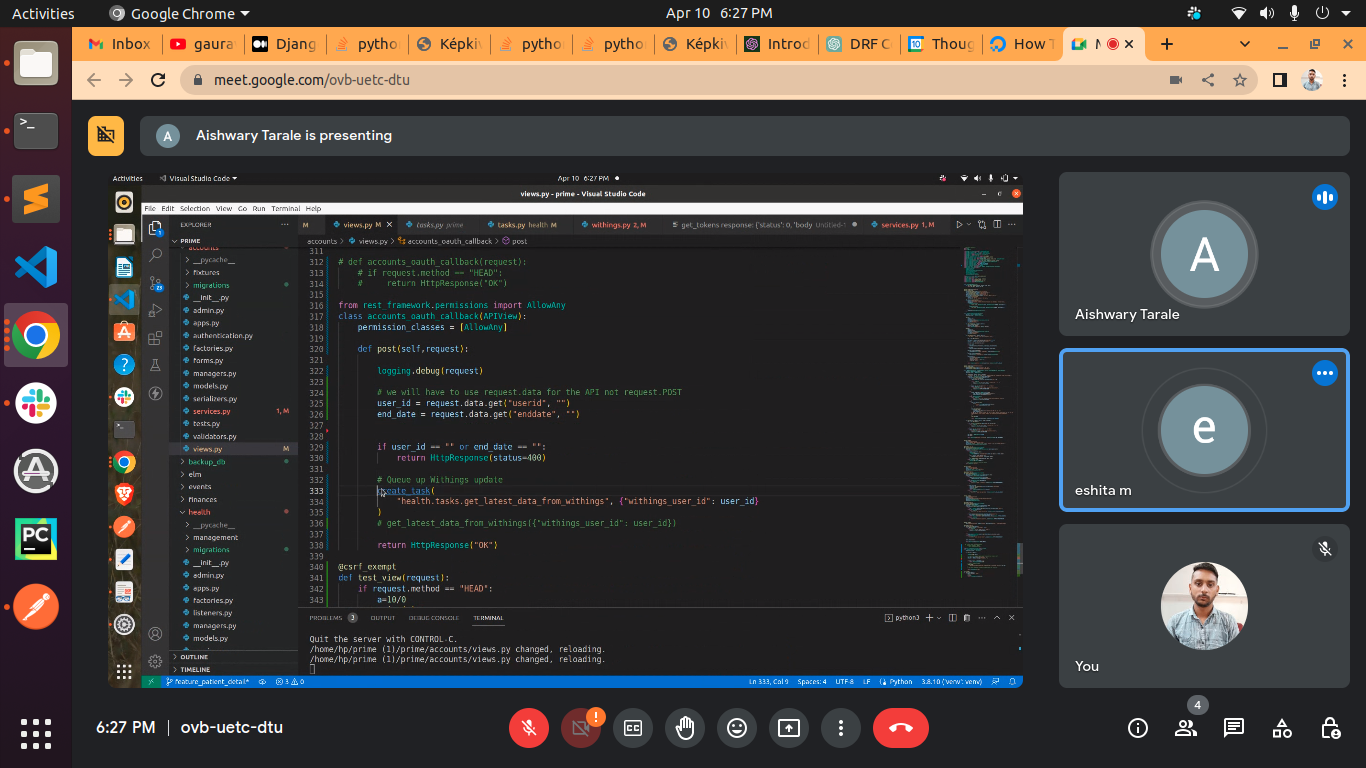 Activities
Google Chrome
Apr 10 6:27 PM
Inbox
gaura
Djang
pytho
Képki
pytho
pytho
Képki
Introd
DRF C
Thoug
How T
M
meet.google.com/ovb-uetc-dtu
A
Aishwary Tarale is presenting
Activities
Visual Studio Code
Apr 10 6:27 PM
views.py - prime - Visual Studio Code
File Edit Selection View Go Run Terminal Help
EXPLORER
M
views.py M
tasks.py prime
tasks.py health M
withings.py 2, M
get_tokens response: {'status': 0, 'body Untitled-
services.py 1, M
PRIME
accounts
__pycache__
fixtures
migrations
__init__.py
admin.py
apps.py
authentication.py
factories.py
forms.py
managers.py
models.py
serializers.py
services.py 1, M
tests.py
validators.py
views.py M
backup_db
elm
events
finances
health
__pycache__
management
migrations
__init__.py
admin.py
apps.py
factories.py
listeners.py
managers.py
models.py
OUTLINE
TIMELINE
accounts > views.py > accounts_oauth_callback > post
311
312 # def accounts_oauth_callback(request):
313 # if request.method == "HEAD":
314 # return HttpResponse("OK")
315
316 from rest_framework.permissions import AllowAny
317 class accounts_oauth_callback(APIView):
318 permission_classes = [AllowAny]
319
320 def post(self,request):
321
322 logging.debug(request)
323
324 # we will have to use request.data for the API not request.POST
325 user_id = request.data.get("userid", "")
326 end_date = request.data.get("enddate", "")
327
328
329 if user_id == "" or end_date == "":
330 return HttpResponse(status=400)
331
332 # Queue up Withings update
333 create_task(
334 "health.tasks.get_latest_data_from_withings", {"withings_user_id": user_id}
335 )
336 # get_latest_data_from_withings({"withings_user_id": user_id})
337
338 return HttpResponse("OK")
339
340 @csrf_exempt
341 def test_view(request):
342 if request.method == "HEAD":
343 a=10/0
PROBLEMS 3 OUTPUT DEBUG CONSOLE TERMINAL
python3
Quit the server with CONTROL-C.
/home/hp/prime (1)/prime/accounts/views.py changed, reloading.
/home/hp/prime (1)/prime/accounts/views.py changed, reloading.
feature_patient_detail*
3 0
Ln 333, Col 9 Spaces: 4 UTF-8 LF Python 3.8.10 ('venv': venv)
A
Aishwary Tarale
e
eshita m
You
6:27 PM | ovb-uetc-dtu
4